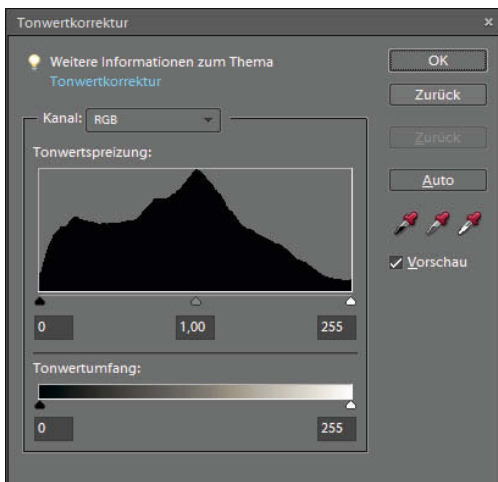 Tonwertkorrektur
Weitere Informationen zum Thema
Tonwertkorrektur
Kanal: RGB
Tonwertspreizung:
0 1,00 255
Tonwertumfang:
0 255
OK
Zurück
Zurück
Auto
Vorschau